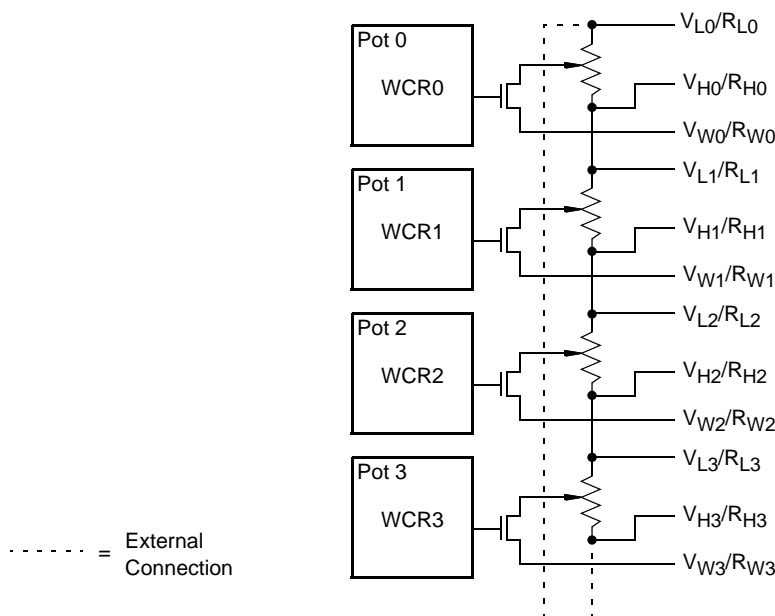 Pot 0
WCR0
VL0/RL0
VH0/RH0
VW0/RW0
Pot 1
WCR1
VL1/RL1
VH1/RH1
VW1/RW1
Pot 2
WCR2
VL2/RL2
VH2/RH2
VW2/RW2
Pot 3
WCR3
VL3/RL3
VH3/RH3
VW3/RW3
= External
Connection